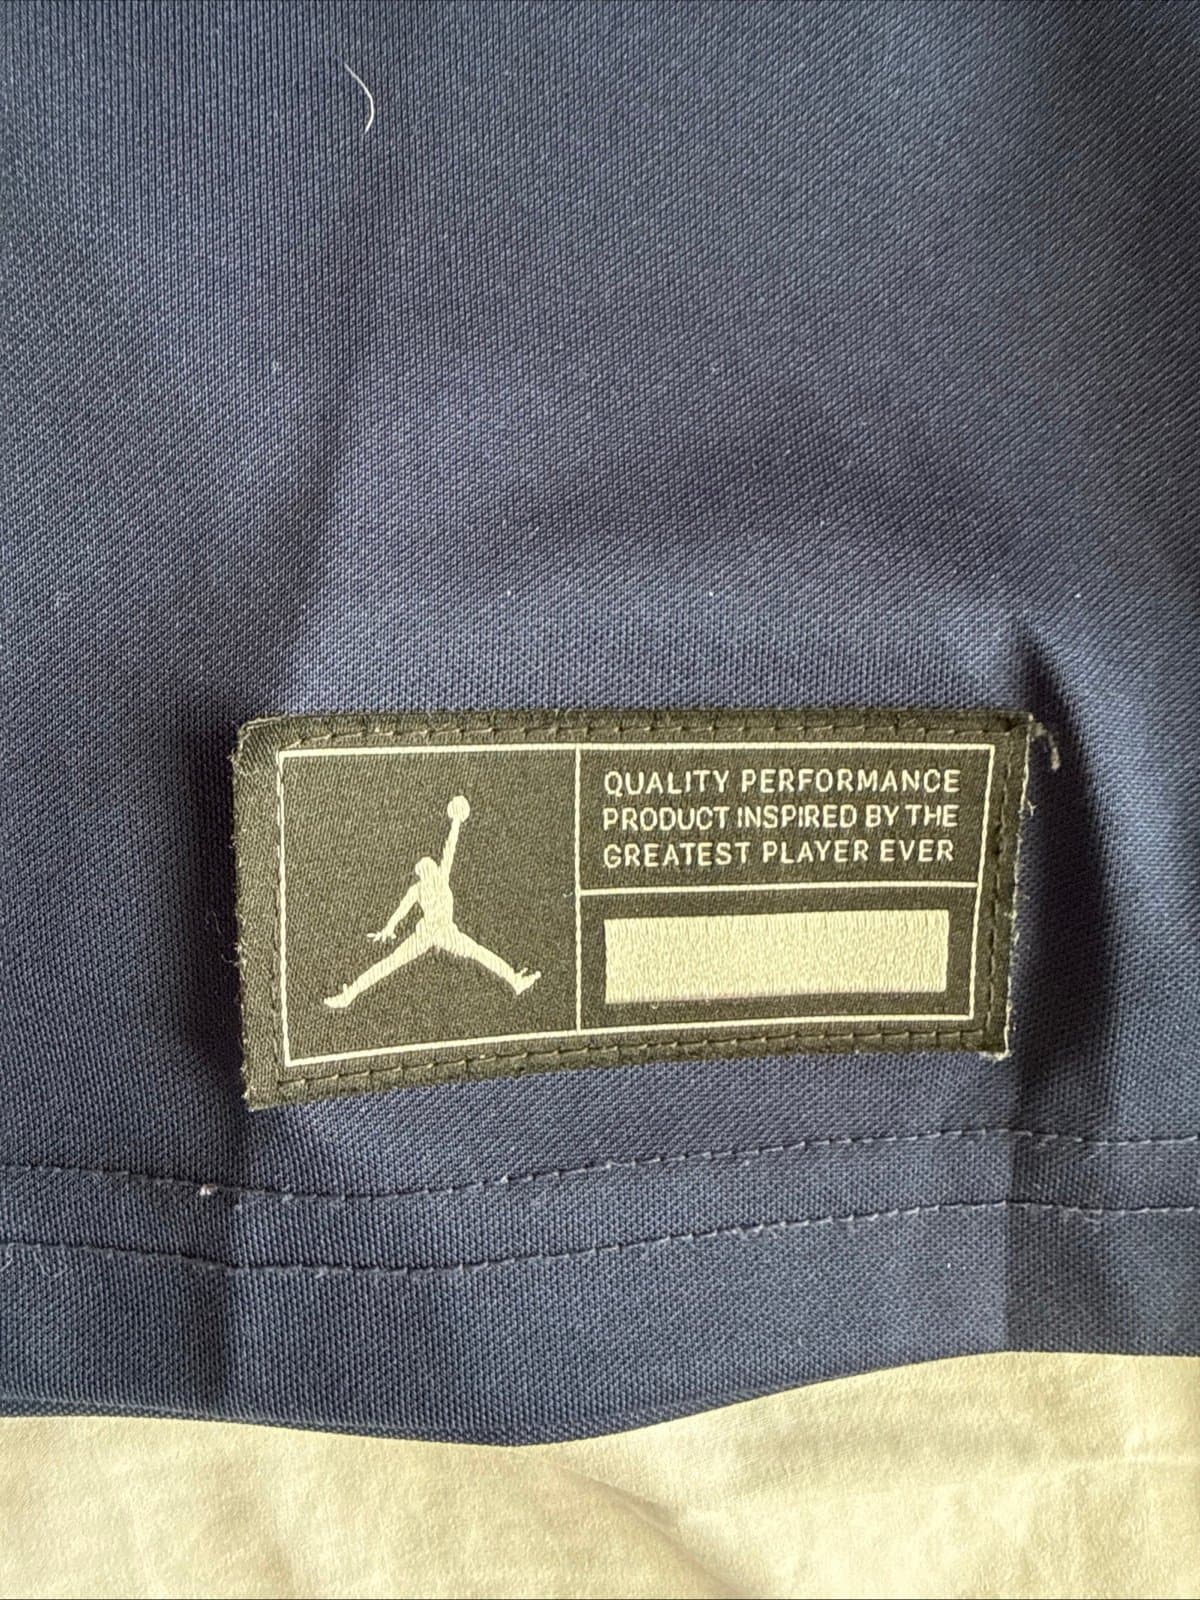 QUALITY PERFORMANCE
PRODUCT INSPIRED BY THE
GREATEST PLAYER EVER